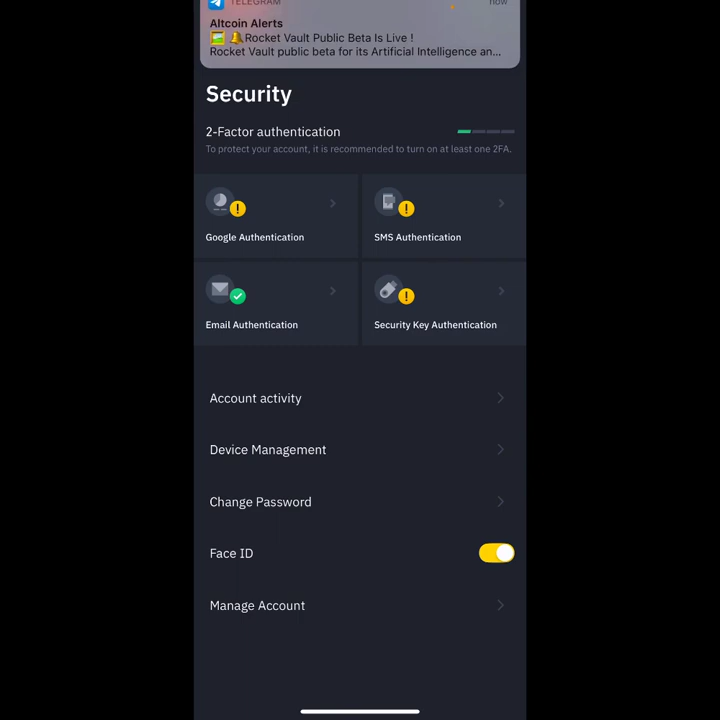 TELEGRAM now
Altcoin Alerts
🖼️🔔Rocket Vault Public Beta Is Live !
Rocket Vault public beta for its Artificial Intelligence an...
Security
2-Factor authentication
To protect your account, it is recommended to turn on at least one 2FA.
Google Authentication
SMS Authentication
Email Authentication
Security Key Authentication
Account activity
Device Management
Change Password
Face ID
Manage Account